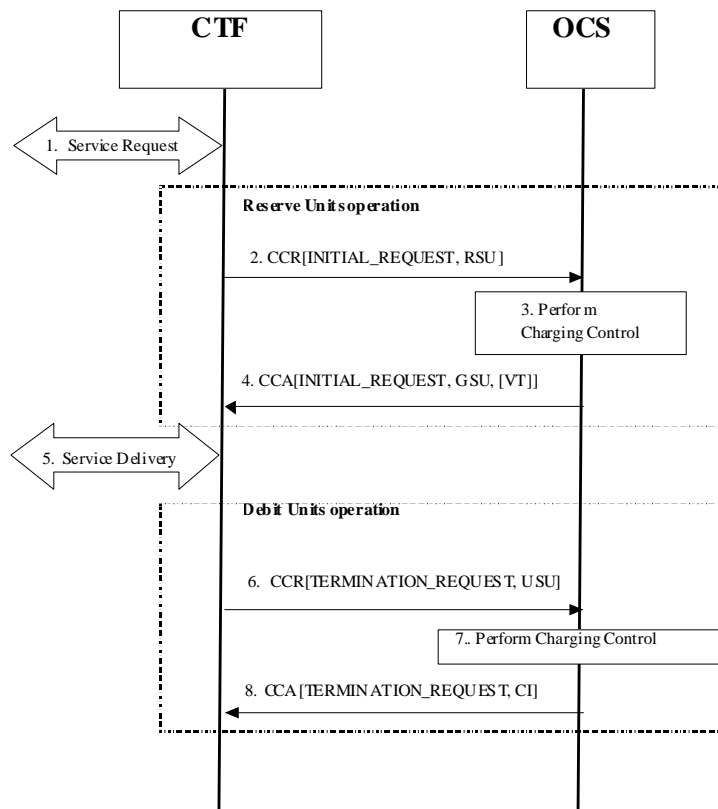 CTF
OCS
1. Service Request
Reserve Units operation
2. CCR[INITIAL_REQUEST, RSU]
3. Perform
Charging Control
4. CCA[INITIAL_REQUEST, GSU, [VT]]
5. Service Delivery
Debit Units operation
6. CCR[TERMINATION_REQUEST, USU]
7.. Perform Charging Control
8. CCA[TERMINATION_REQUEST, CI]